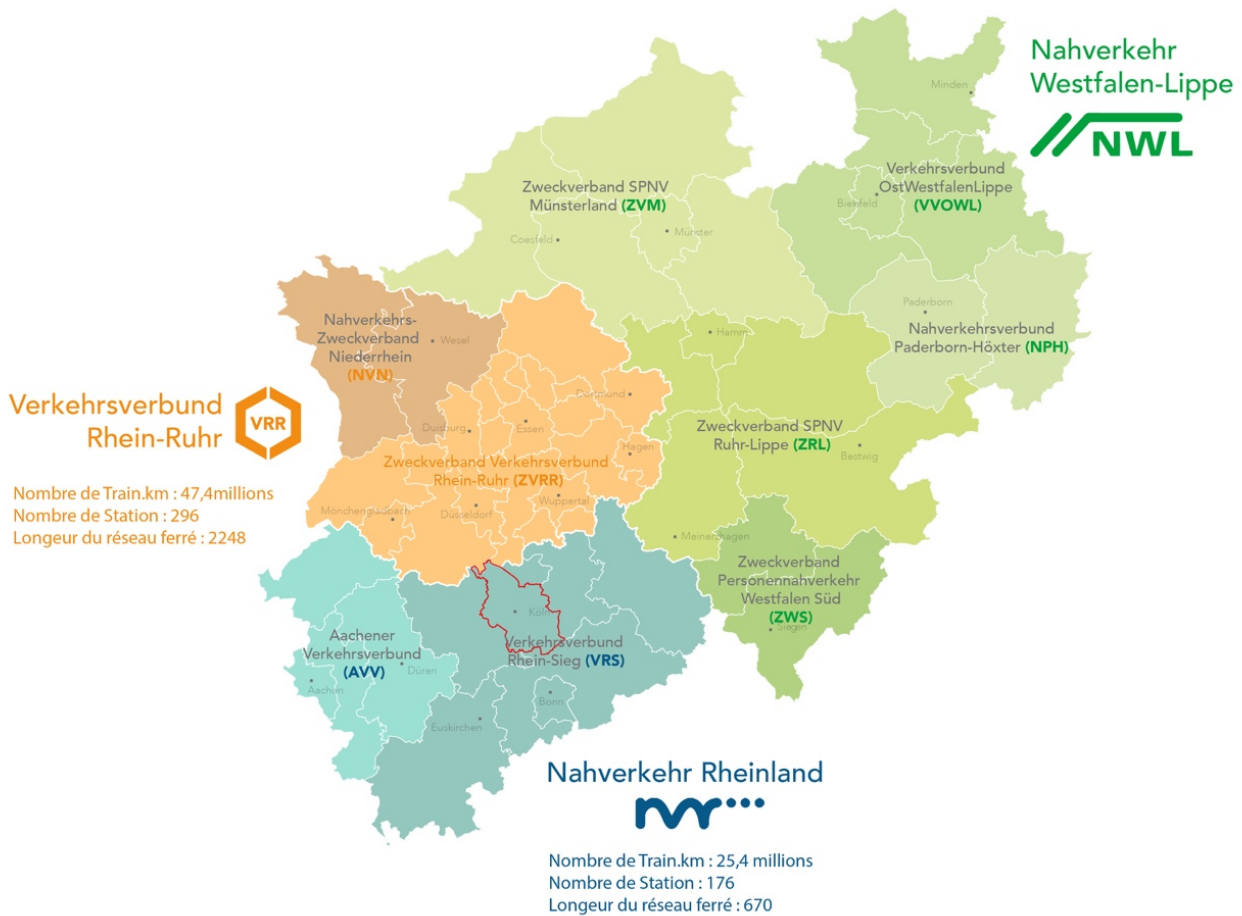 Nahverkehr
Westfalen-Lippe
NWL
Minden
Verkehrsverbund
OstWestfalenLippe
(VVOWL)
Bielefeld
Zweckverband SPNV
Münsterland (ZVM)
Coesfeld
Münster
Paderborn
Nahverkehrsverbund
Paderborn-Höxter (NPH)
Nahverkehrs-
Zweckverband
Niederrhein
(NVN)
Wesel
Hamm
Verkehrsverbund
Rhein-Ruhr
VRR
Nombre de Train.km : 47,4millions
Nombre de Station : 296
Longeur du réseau ferré : 2248
Dortmund
Duisburg
Essen
Hagen
Zweckverband Verkehrsverbund
Rhein-Ruhr (ZVRR)
Wuppertal
Mönchengladbach
Düsseldorf
Zweckverband SPNV
Ruhr-Lippe (ZRL)
Bestwig
Meinerzhagen
Zweckverband
Personennahverkehr
Westfalen Süd
(ZWS)
Siegen
Köln
Verkehrsverbund
Rhein-Sieg (VRS)
Aachener
Verkehrsverbund
(AVV)
Düren
Aachen
Bonn
Euskirchen
Nahverkehr Rheinland
nvr
Nombre de Train.km : 25,4 millions
Nombre de Station : 176
Longeur du réseau ferré : 670